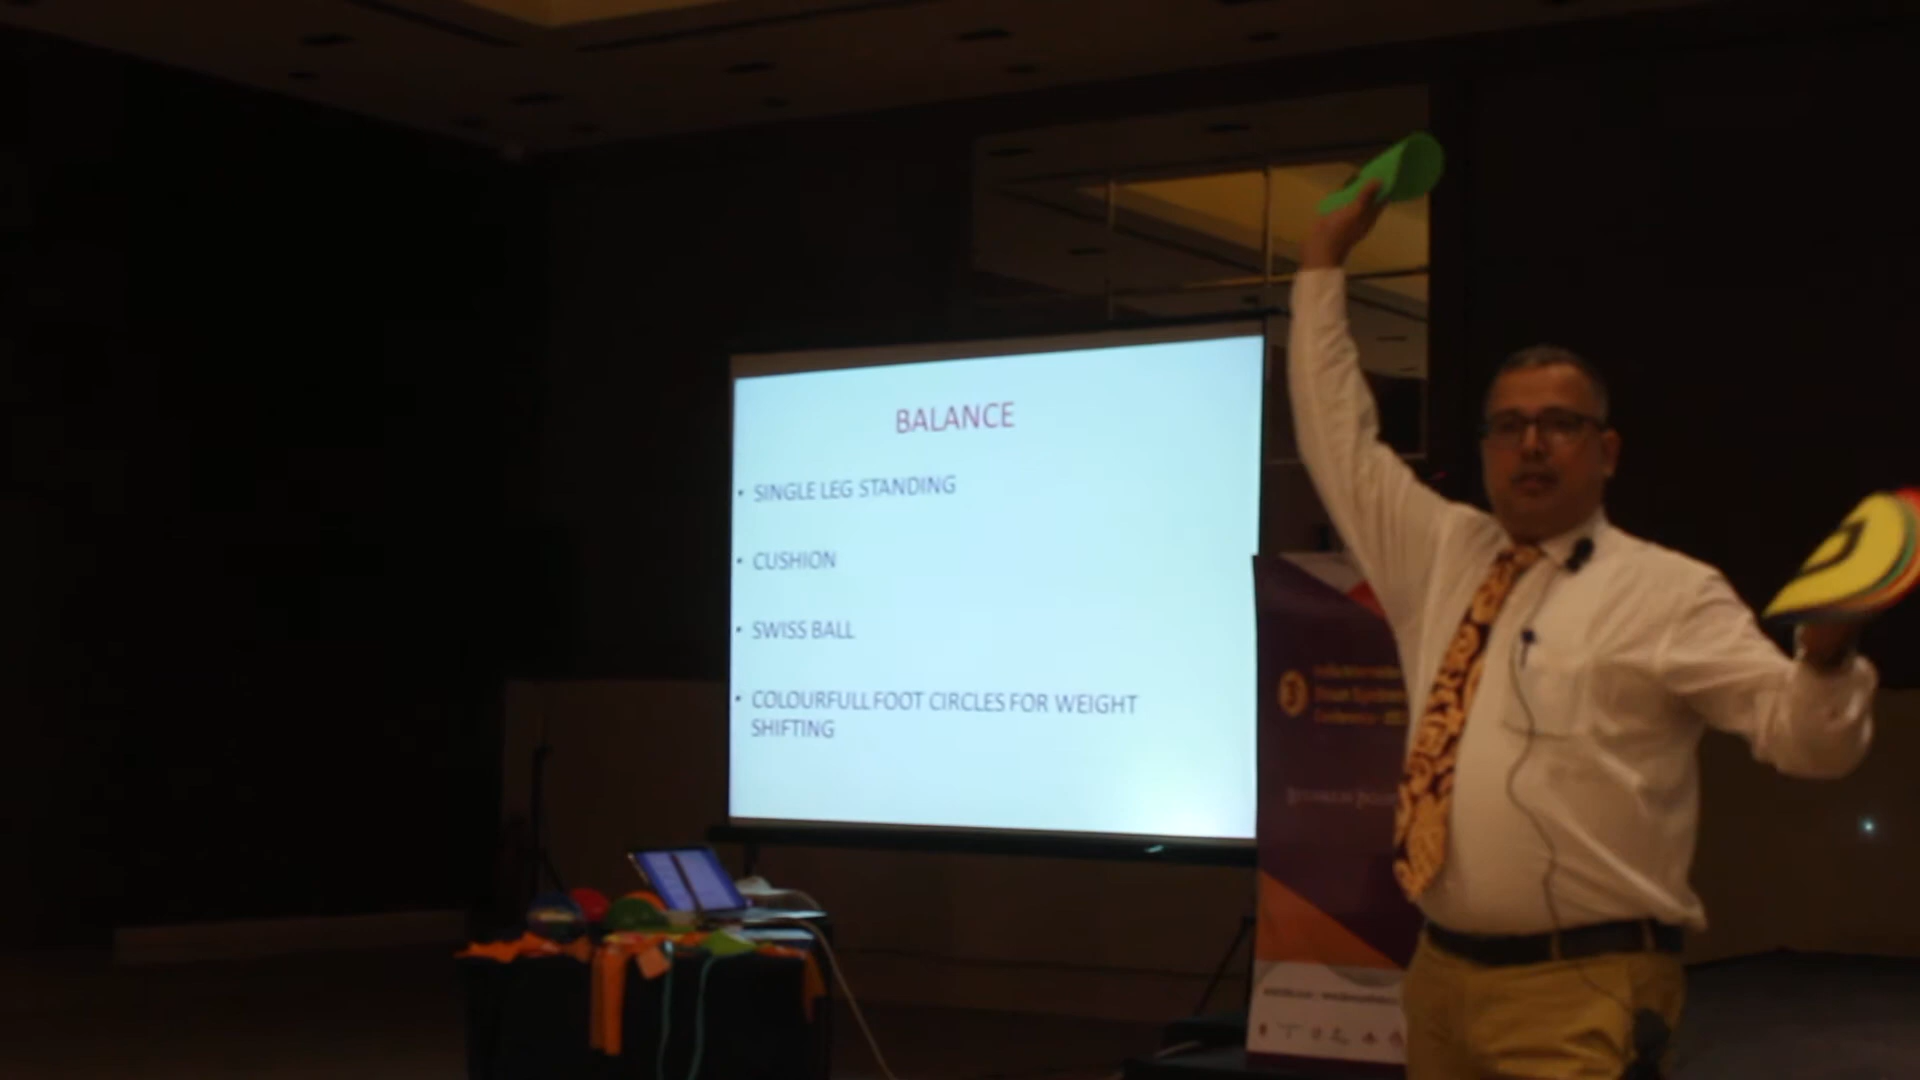 BALANCE
• SINGLE LEG STANDING
• CUSHION
• SWISS BALL
• COLOURFULL FOOT CIRCLES FOR WEIGHT
SHIFTING